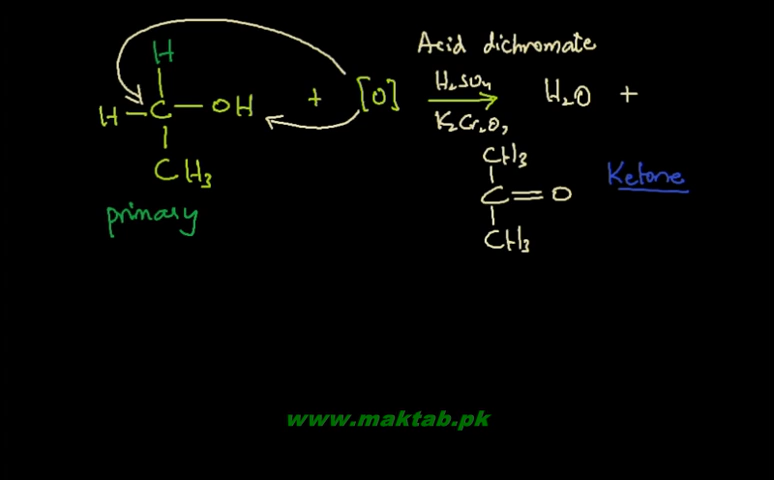 Acid dichromate
H
H - C - OH + [O] H₂SO₄ H₂O +
K₂Cr₂O₇
CH₃
CH₃
C = O Ketone
CH₃
primary
www.maktab.pk